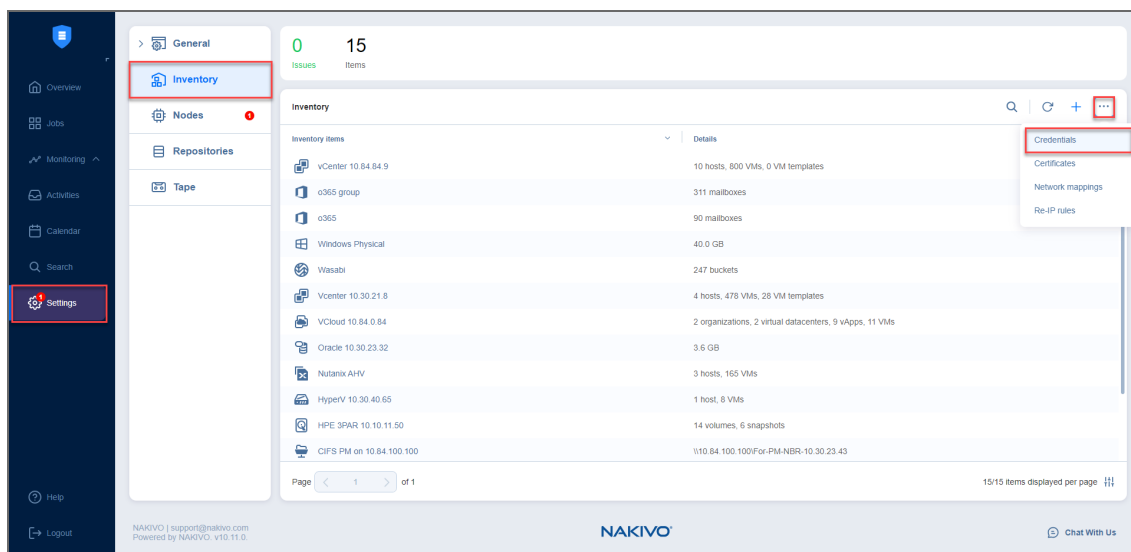 Overview
Jobs
Monitoring
Activities
Calendar
Search
1
Settings
Help
Logout
General
Inventory
Nodes 1
Repositories
Tape
0 15
Issues Items
Inventory
Credentials
Certificates
Network mappings
Re-IP rules
Inventory items Details
vCenter 10.84.84.9 10 hosts, 800 VMs, 0 VM templates
o365 group 311 mailboxes
o365 90 mailboxes
Windows Physical 40.0 GB
Wasabi 247 buckets
Vcenter 10.30.21.8 4 hosts, 478 VMs, 28 VM templates
VCloud 10.84.0.84 2 organizations, 2 virtual datacenters, 9 vApps, 11 VMs
Oracle 10.30.23.32 3.6 GB
Nutanix AHV 3 hosts, 165 VMs
HyperV 10.30.40.65 1 host, 8 VMs
HPE 3PAR 10.10.11.50 14 volumes, 6 snapshots
CIFS PM on 10.84.100.100 \\10.84.100.100\For-PM-NBR-10.30.23.43
Page < 1 > of 1 15/15 items displayed per page
NAKIVO | support@nakivo.com
Powered by NAKIVO. v10.11.0.
NAKIVO®
Chat With Us